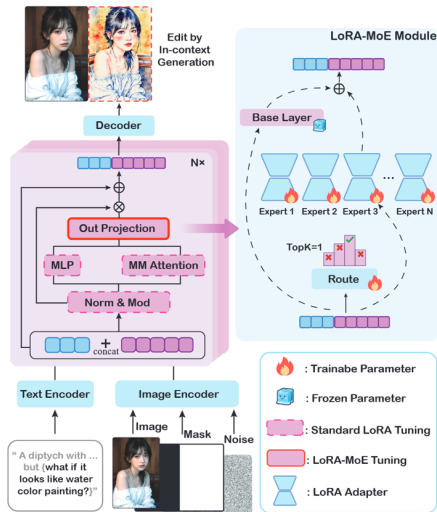 Edit by
In-context
Generation
Decoder
N×
Out Projection
MLP
MM Attention
Norm & Mod
concat
Text Encoder
Image Encoder
Image
Mask
Noise
" A diptych with ...
but {what if it
looks like water
color painting?}"
LoRA-MoE Module
Base Layer
Expert 1
Expert 2
Expert 3
...
Expert N
TopK=1
Route
: Trainabe Parameter
: Frozen Parameter
: Standard LoRA Tuning
: LoRA-MoE Tuning
: LoRA Adapter